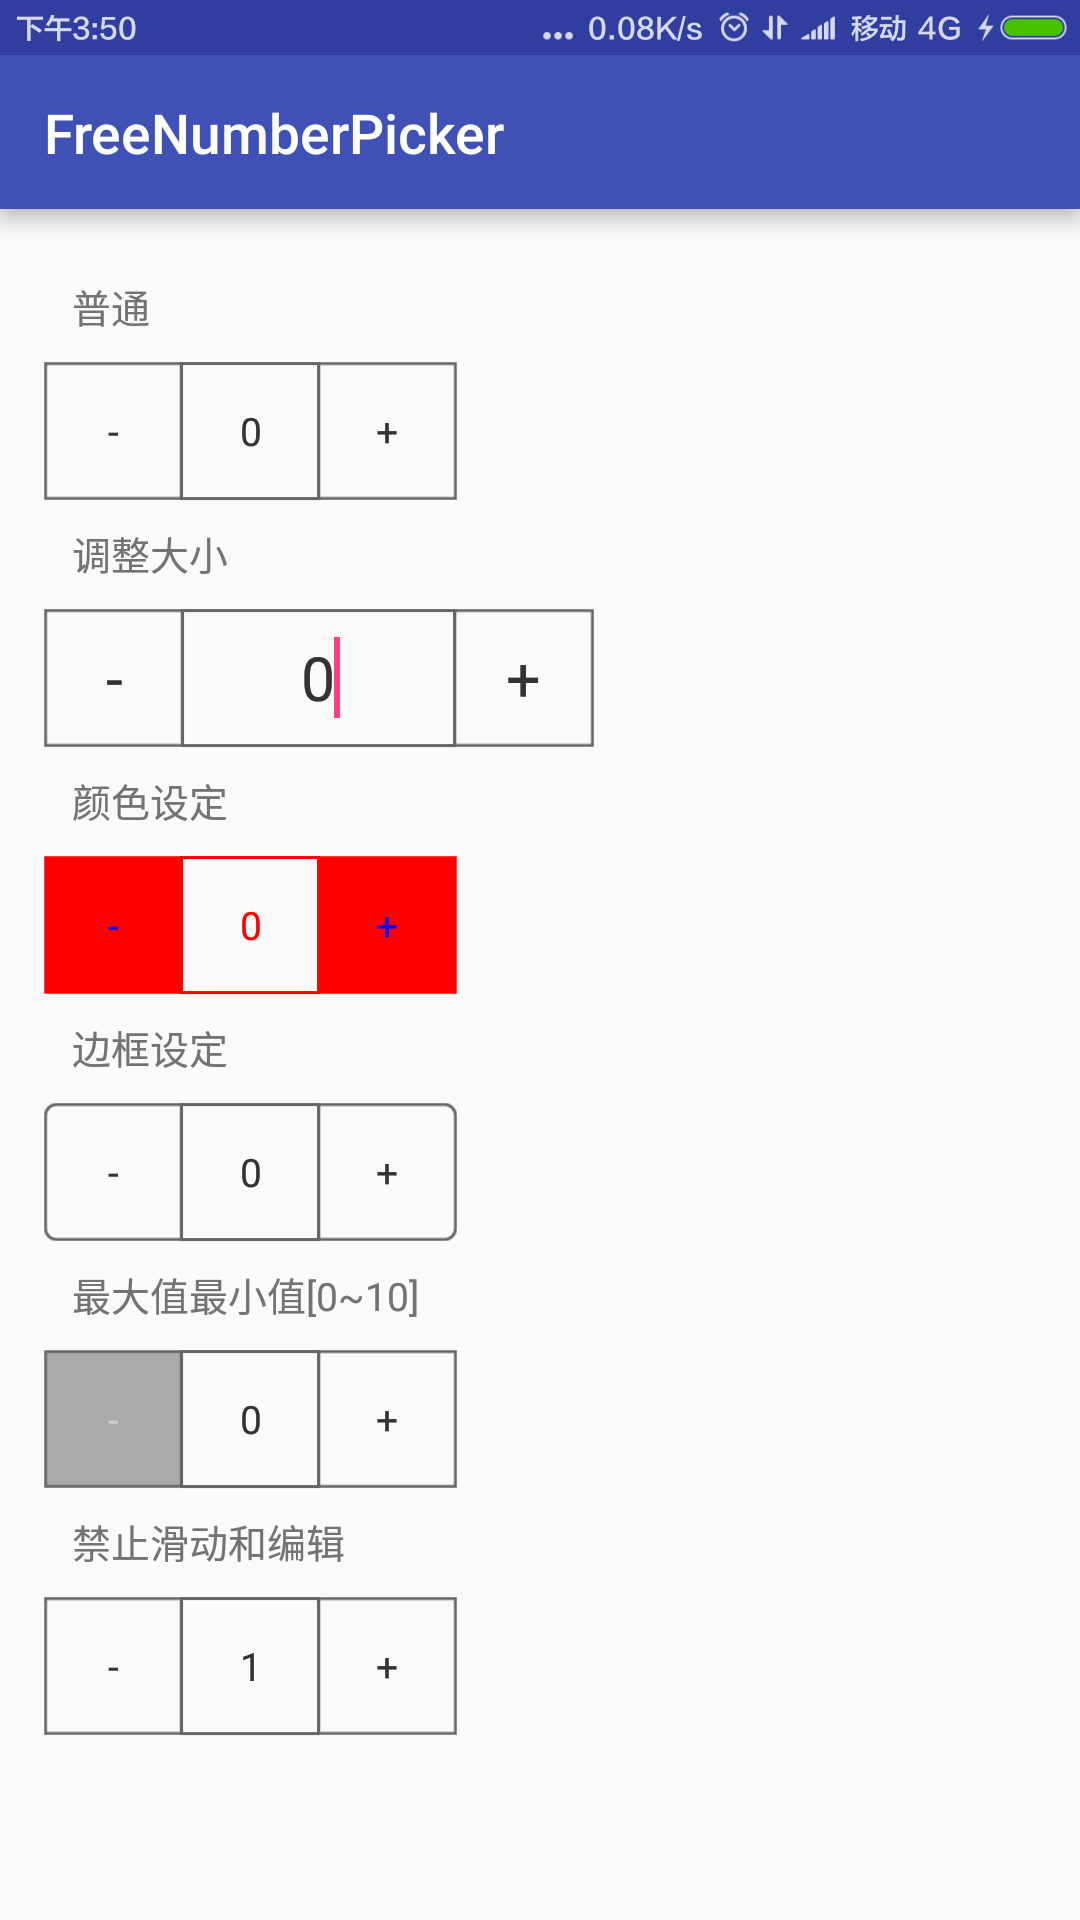 下午3:50 ... 0.08K/s 移动 4G
FreeNumberPicker
普通
- 0 +
调整大小
- 0 +
颜色设定
- 0 +
边框设定
- 0 +
最大值最小值[0~10]
- 0 +
禁止滑动和编辑
- 1 +